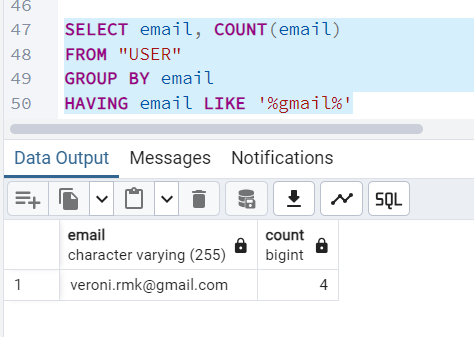 46
47 SELECT email, COUNT(email)
48 FROM "USER"
49 GROUP BY email
50 HAVING email LIKE '%gmail%'
Data Output Messages Notifications
SQL
email count
character varying (255) bigint
1 veroni.rmk@gmail.com 4